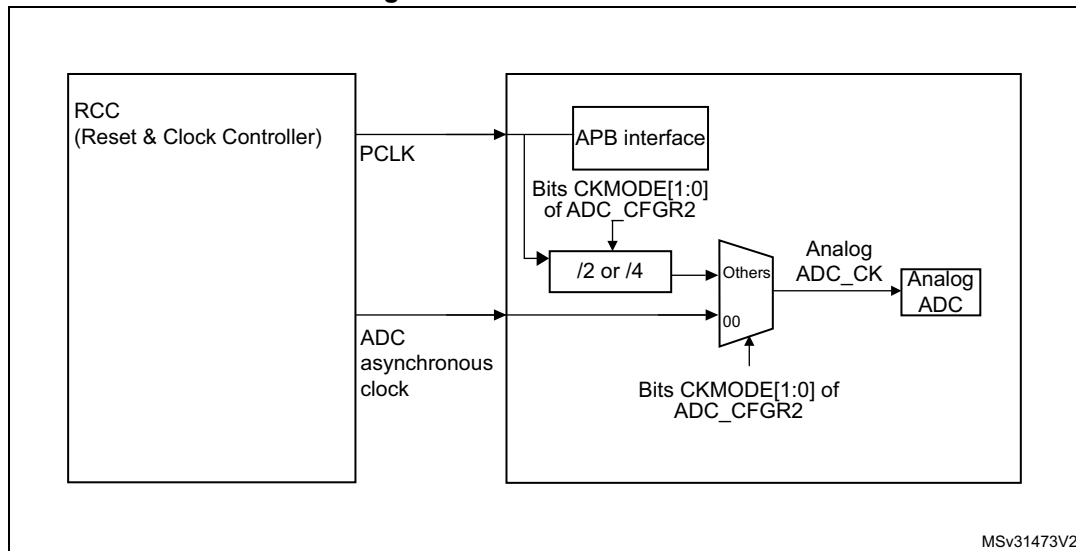 RCC
(Reset & Clock Controller)
PCLK
APB interface
Bits CKMODE[1:0]
of ADC_CFGR2
/2 or /4
Others
00
Analog
ADC_CK
Analog
ADC
ADC
asynchronous
clock
Bits CKMODE[1:0] of
ADC_CFGR2
MSv31473V2